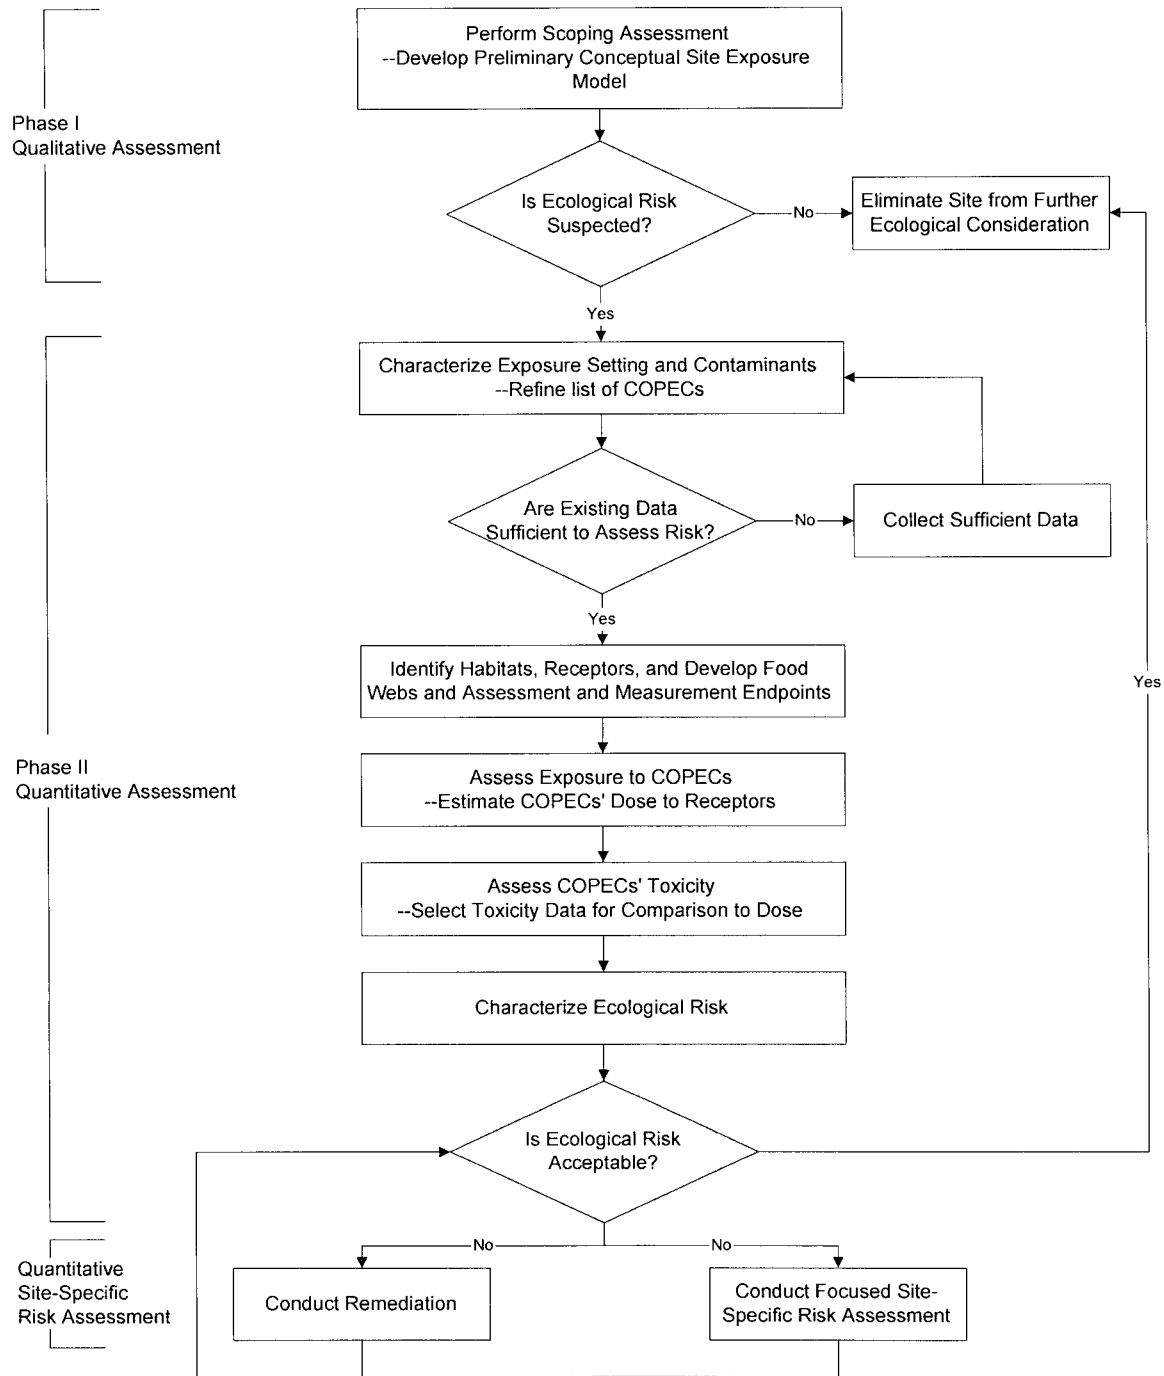 Perform Scoping Assessment
--Develop Preliminary Conceptual Site Exposure
Model
Phase I
Qualitative Assessment
Is Ecological Risk
Suspected?
No
Eliminate Site from Further
Ecological Consideration
Yes
Characterize Exposure Setting and Contaminants
--Refine list of COPECs
Are Existing Data
Sufficient to Assess Risk?
No
Collect Sufficient Data
Yes
Identify Habitats, Receptors, and Develop Food
Webs and Assessment and Measurement Endpoints
Yes
Phase II
Quantitative Assessment
Assess Exposure to COPECs
--Estimate COPECs' Dose to Receptors
Assess COPECs' Toxicity
--Select Toxicity Data for Comparison to Dose
Characterize Ecological Risk
Is Ecological Risk
Acceptable?
No
No
Quantitative
Site-Specific
Risk Assessment
Conduct Remediation
Conduct Focused Site-
Specific Risk Assessment